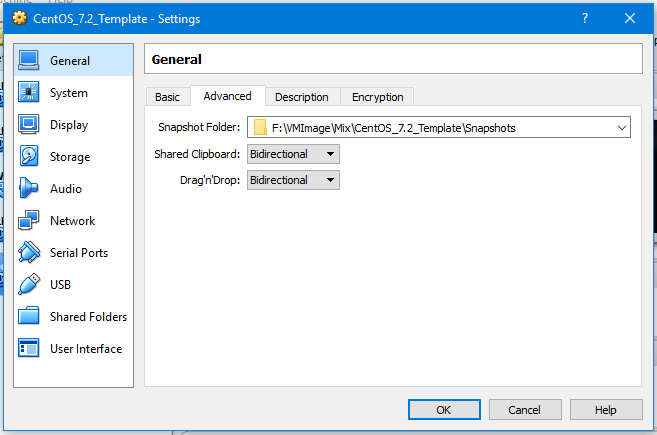 CentOS_7.2_Template - Settings
General
System
Display
Storage
Audio
Network
Serial Ports
USB
Shared Folders
User Interface
General
Basic Advanced Description Encryption
Snapshot Folder: F:\VMImage\Mix\CentOS_7.2_Template\Snapshots
Shared Clipboard: Bidirectional
Drag'n'Drop: Bidirectional
OK Cancel Help